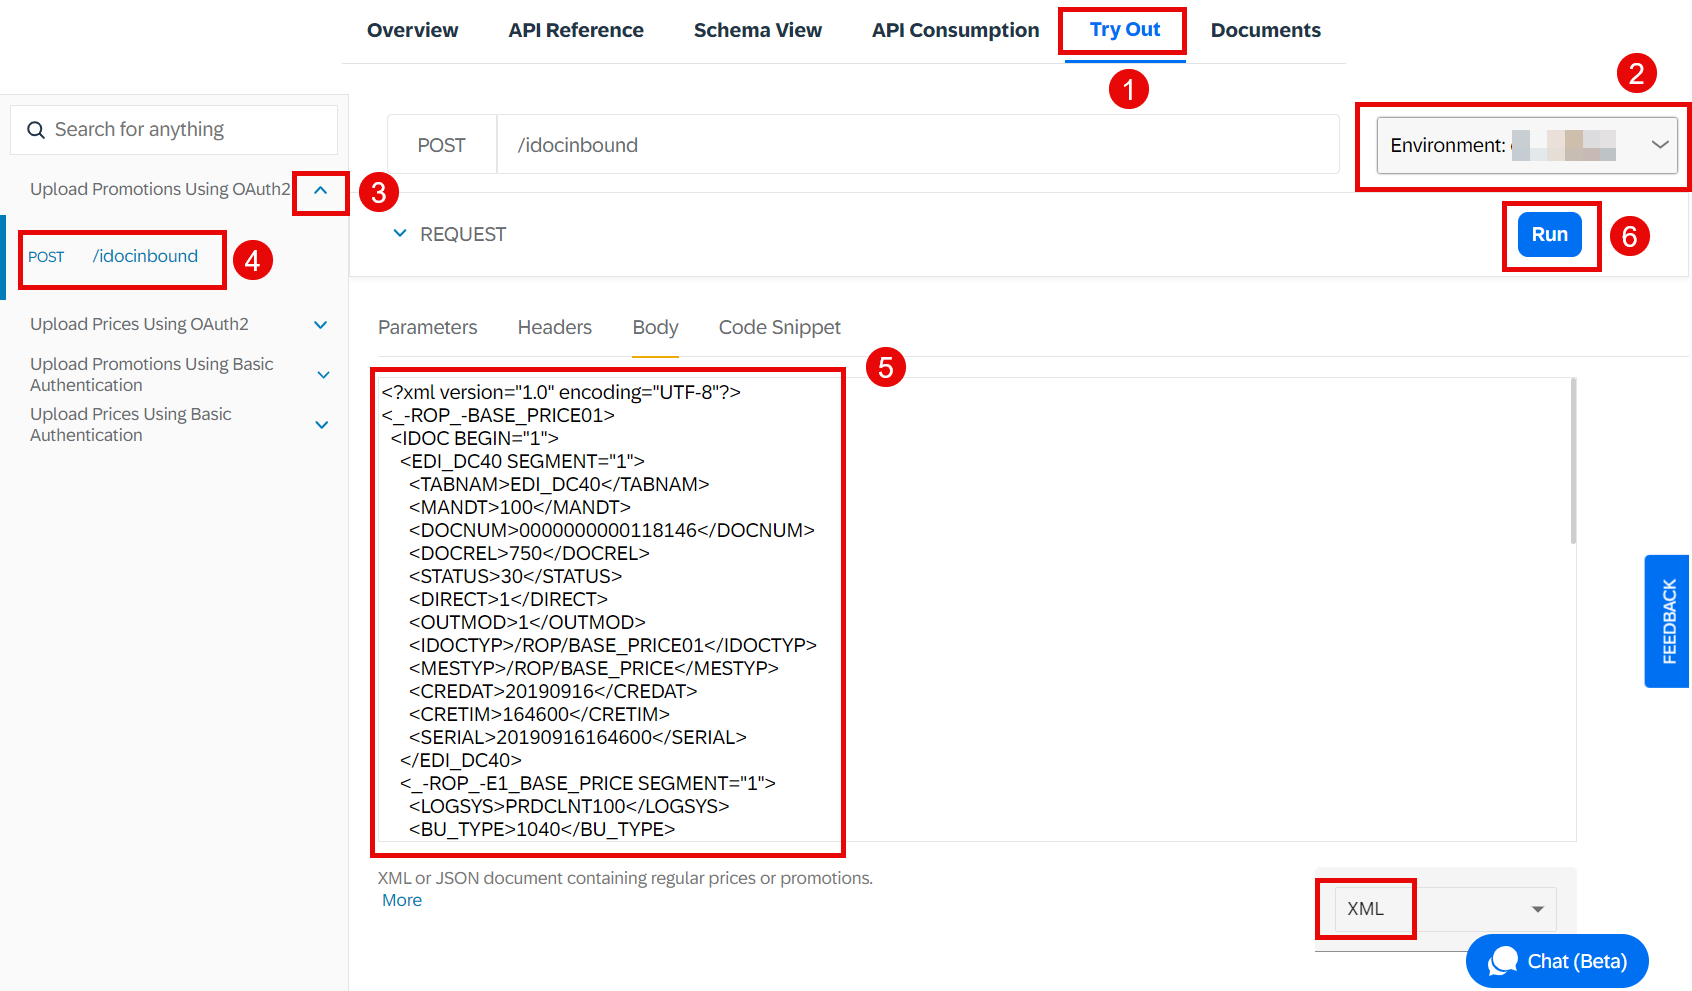 Overview API Reference Schema View API Consumption Try Out Documents
1
2
Search for anything
POST /idocinbound
Environment:
Upload Promotions Using OAuth2
3
REQUEST
Run
6
POST /idocinbound
4
Upload Prices Using OAuth2
Upload Promotions Using Basic
Authentication
Upload Prices Using Basic
Authentication
Parameters Headers Body Code Snippet
5
<?xml version="1.0" encoding="UTF-8"?>
<_-ROP_-BASE_PRICE01>
<IDOC BEGIN="1">
<EDI_DC40 SEGMENT="1">
<TABNAM>EDI_DC40</TABNAM>
<MANDT>100</MANDT>
<DOCNUM>0000000000118146</DOCNUM>
<DOCREL>750</DOCREL>
<STATUS>30</STATUS>
<DIRECT>1</DIRECT>
<OUTMOD>1</OUTMOD>
<IDOCTYP>/ROP/BASE_PRICE01</IDOCTYP>
<MESTYP>/ROP/BASE_PRICE</MESTYP>
<CREDAT>20190916</CREDAT>
<CRETIM>164600</CRETIM>
<SERIAL>20190916164600</SERIAL>
</EDI_DC40>
<_-ROP_-E1_BASE_PRICE SEGMENT="1">
<LOGSYS>PRDCLNT100</LOGSYS>
<BU_TYPE>1040</BU_TYPE>
FEEDBACK
XML or JSON document containing regular prices or promotions.
More
XML
Chat (Beta)